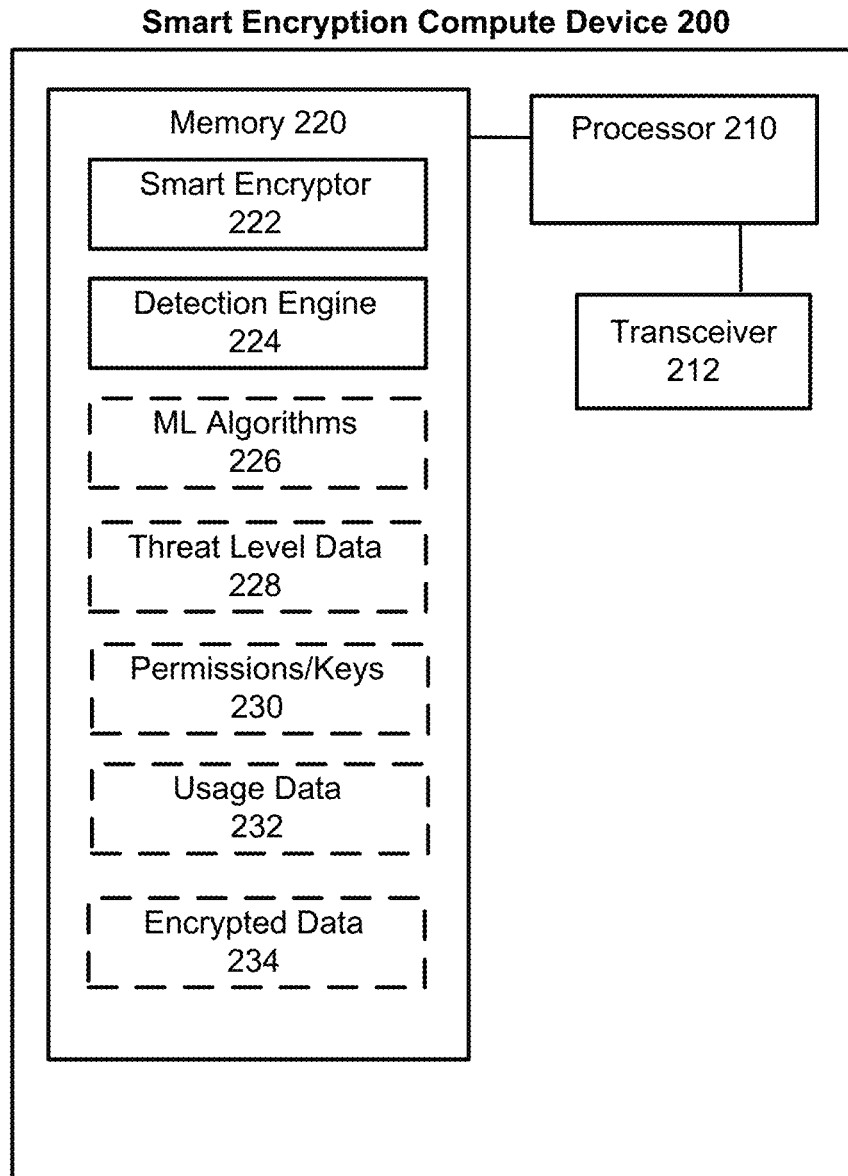 Smart Encryption Compute Device 200
Memory 220
Smart Encryptor
222
Detection Engine
224
ML Algorithms
226
Threat Level Data
228
Permissions/Keys
230
Usage Data
232
Encrypted Data
234
Processor 210
Transceiver
212